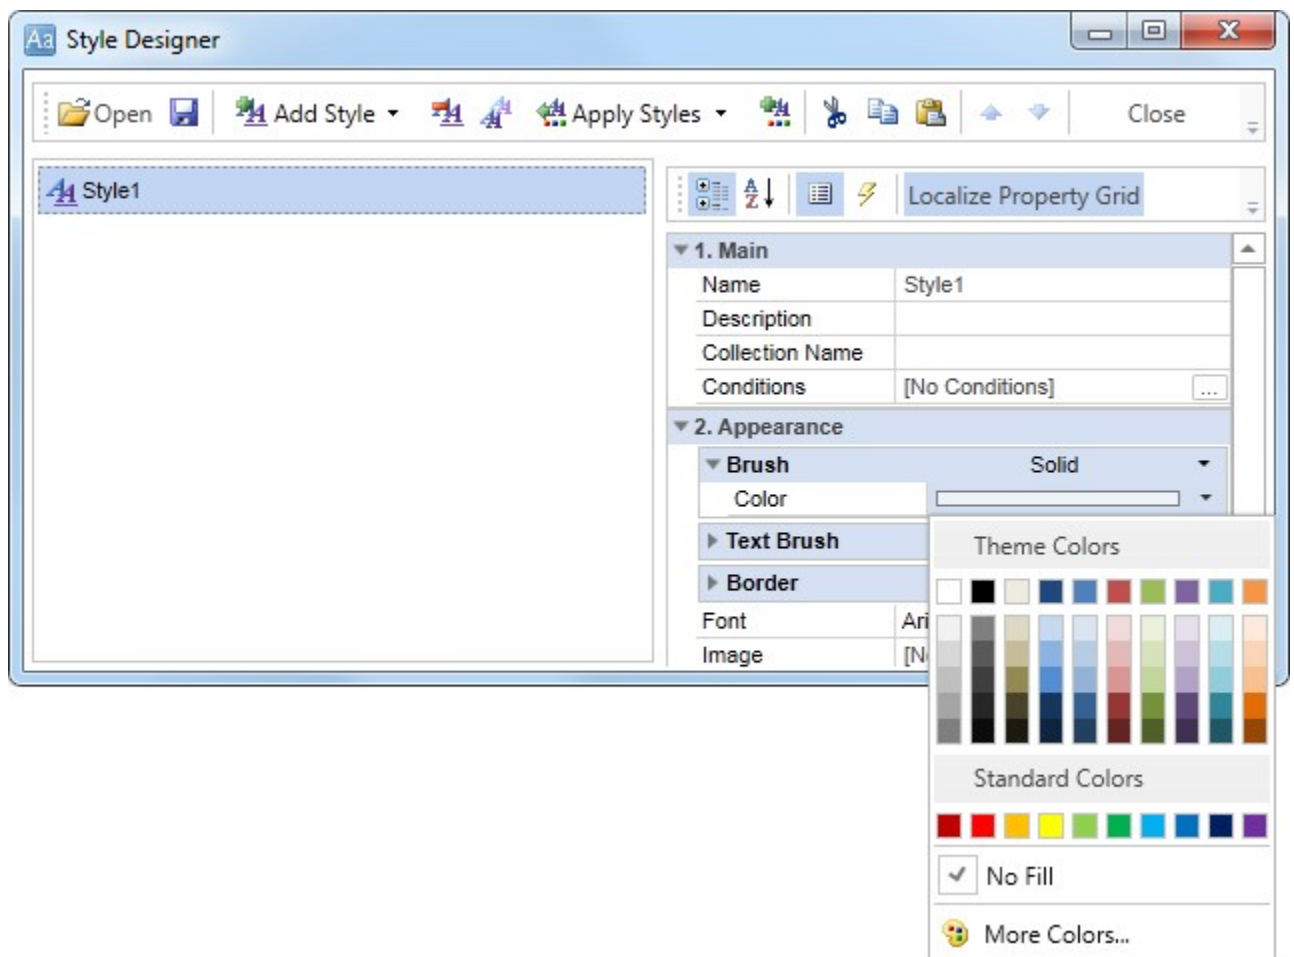 Aa Style Designer
Open Add Style Apply Styles Close
Style1
A Z Localize Property Grid
1. Main
Name Style1
Description
Collection Name
Conditions [No Conditions] ...
2. Appearance
Brush Solid
Color
Text Brush
Border
Font Ari
Image [N
Theme Colors
Standard Colors
No Fill
More Colors...